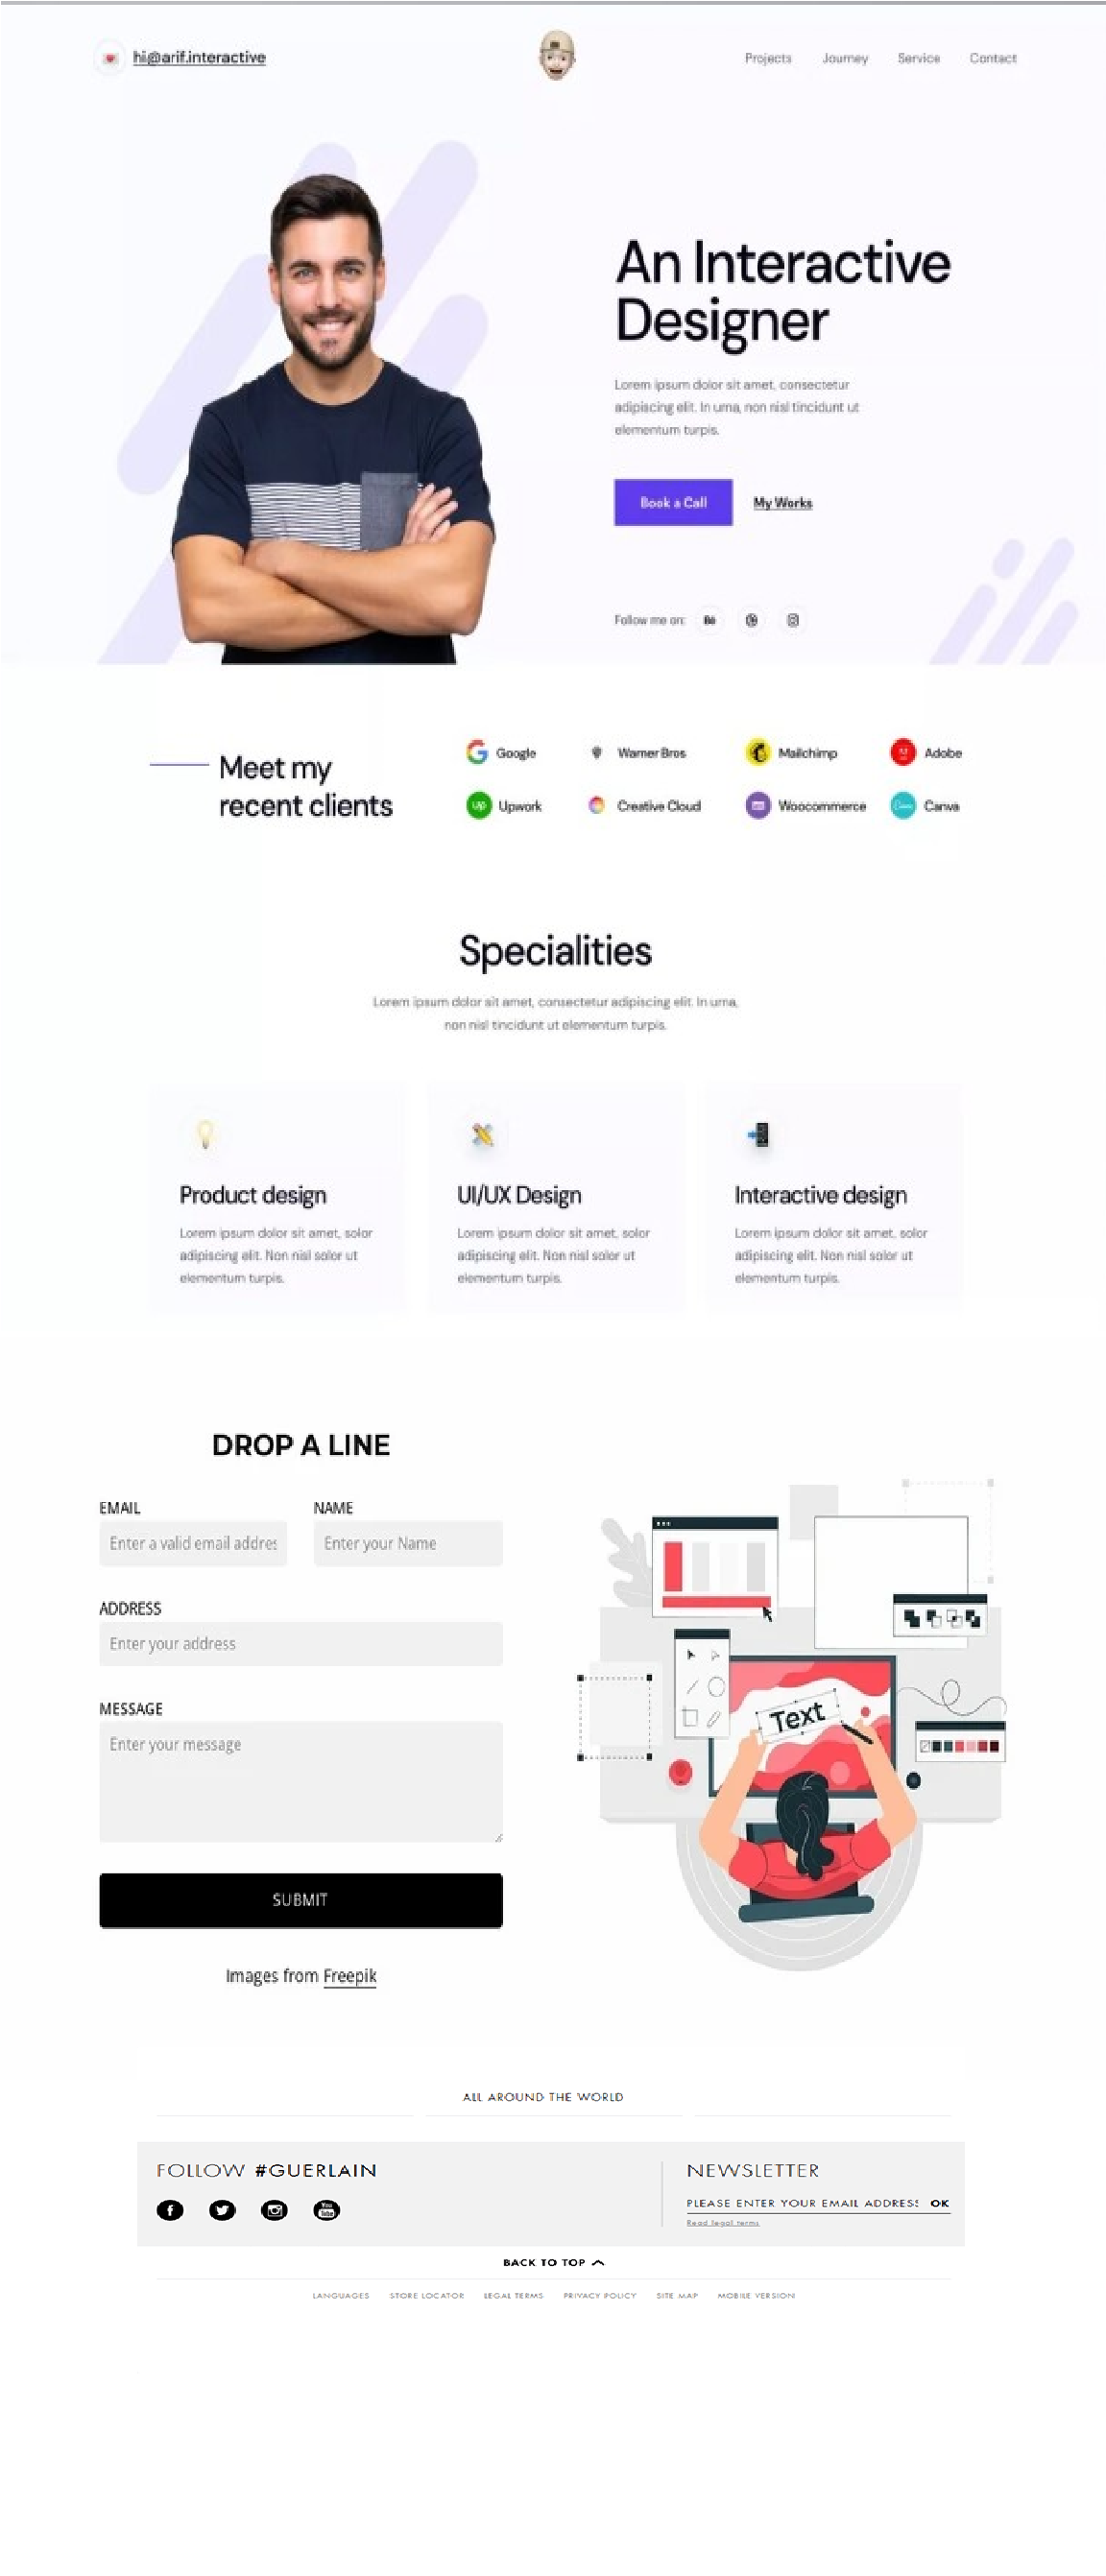 hi@arif.interactive
Projects Journey Service Contact
An Interactive
Designer
Lorem ipsum dolor sit amet, consectetur
adipiscing elit. In urna, non nisl tincidunt ut
elementum turpis.
Book a Call My Works
Follow me on:
Meet my
recent clients
Google Warner Bros Mailchimp Adobe
Upwork Creative Cloud Woocommerce Canva
Specialities
Lorem ipsum dolor sit amet, consectetur adipiscing elit. In urna,
non nisl tincidunt ut elementum turpis.
Product design
Lorem ipsum dolor sit amet, solor
adipiscing elit. Non nisl solor ut
elementum turpis.
UI/UX Design
Lorem ipsum dolor sit amet, solor
adipiscing elit. Non nisl solor ut
elementum turpis.
Interactive design
Lorem ipsum dolor sit amet, solor
adipiscing elit. Non nisl solor ut
elementum turpis.
DROP A LINE
EMAIL NAME
Enter a valid email addres Enter your Name
ADDRESS
Enter your address
MESSAGE
Enter your message
SUBMIT
Images from Freepik
Text
ALL AROUND THE WORLD
FOLLOW #GUERLAIN
You
Tube
NEWSLETTER
PLEASE ENTER YOUR EMAIL ADDRESS OK
Read legal terms
BACK TO TOP
LANGUAGES STORE LOCATOR LEGAL TERMS PRIVACY POLICY SITE MAP MOBILE VERSION